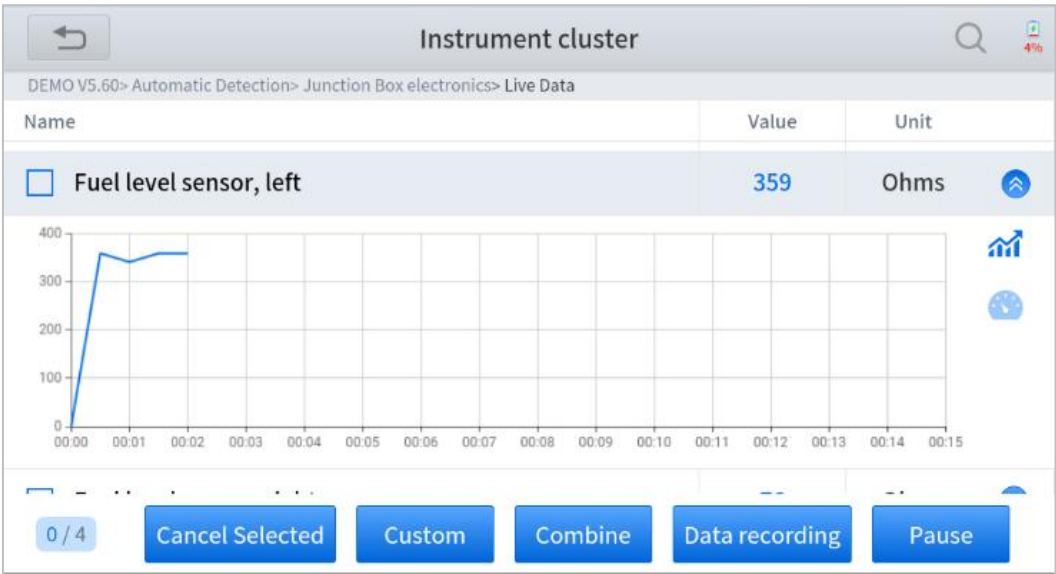 Instrument cluster
4%
DEMO V5.60> Automatic Detection> Junction Box electronics> Live Data
Name Value Unit
Fuel level sensor, left 359 Ohms
400
300
200
100
0
00:00 00:01 00:02 00:03 00:04 00:05 00:06 00:07 00:08 00:09 00:10 00:11 00:12 00:13 00:14 00:15
0 / 4 Cancel Selected Custom Combine Data recording Pause